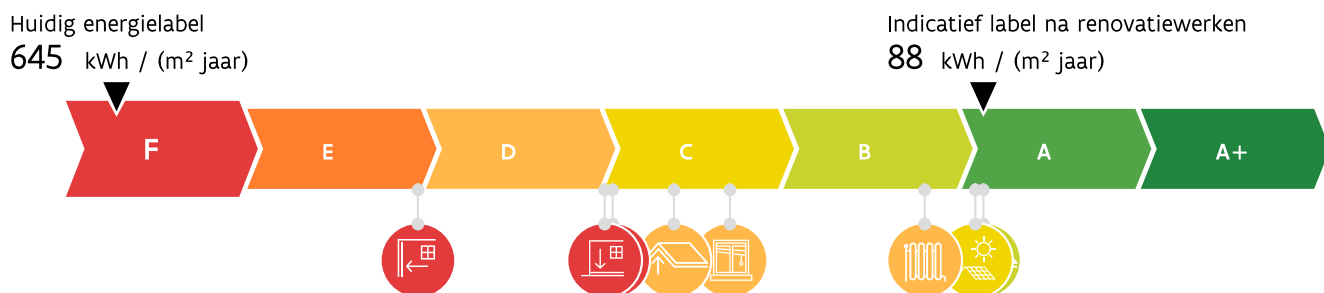 Huidig energielabel
645 kWh / (m² jaar)
Indicatief label na renovatiewerken
88 kWh / (m² jaar)
F E D C B A A+